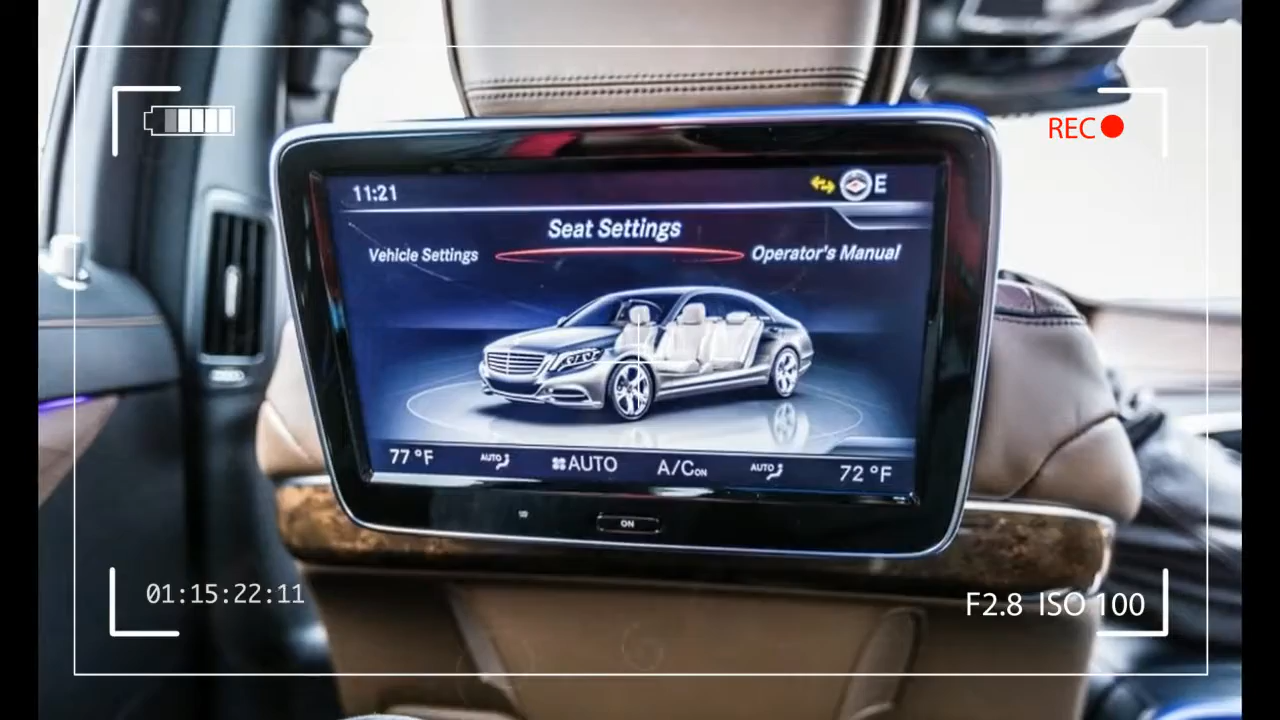 REC
11:21
E
Seat Settings
Vehicle Settings
Operator's Manual
77 °F AUTO AUTO A/C ON AUTO 72 °F
ON
01:15:22:11
F2.8 ISO 100